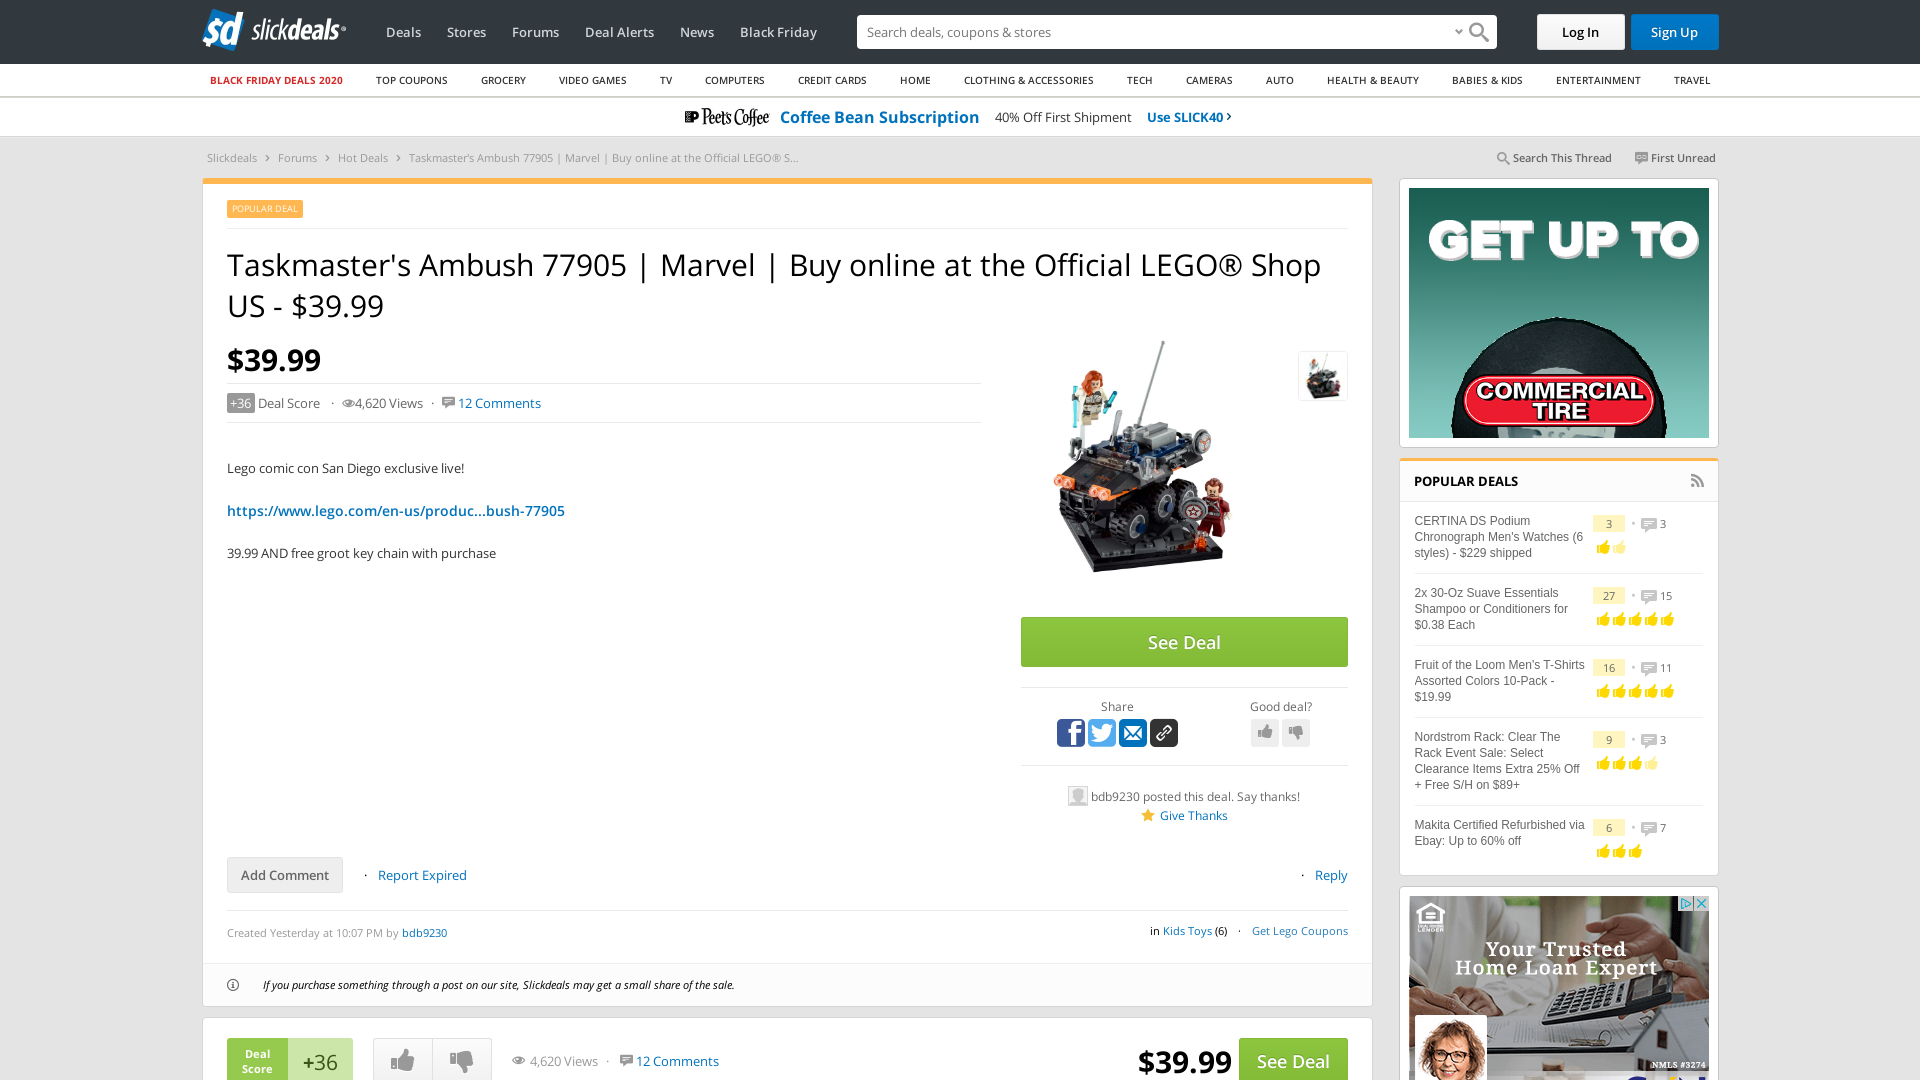 slickdeals
Deals Stores Forums Deal Alerts News Black Friday
Search deals, coupons & stores
Log In
Sign Up
BLACK FRIDAY DEALS 2020 TOP COUPONS GROCERY VIDEO GAMES TV COMPUTERS CREDIT CARDS HOME CLOTHING & ACCESSORIES TECH CAMERAS AUTO HEALTH & BEAUTY BABIES & KIDS ENTERTAINMENT TRAVEL
Peet's Coffee Coffee Bean Subscription 40% Off First Shipment Use SLICK40 ›
Slickdeals › Forums › Hot Deals › Taskmaster's Ambush 77905 | Marvel | Buy online at the Official LEGO® S...
Search This Thread
First Unread
POPULAR DEAL
Taskmaster's Ambush 77905 | Marvel | Buy online at the Official LEGO® Shop
US - $39.99
$39.99
+36 Deal Score · 4,620 Views · 12 Comments
Lego comic con San Diego exclusive live!
https://www.lego.com/en-us/produc...bush-77905
39.99 AND free groot key chain with purchase
See Deal
Share
Good deal?
bdb9230 posted this deal. Say thanks!
Give Thanks
Add Comment · Report Expired
· Reply
Created Yesterday at 10:07 PM by bdb9230
in Kids Toys (6) · Get Lego Coupons
If you purchase something through a post on our site, Slickdeals may get a small share of the sale.
Deal
Score
+36
4,620 Views · 12 Comments
$39.99
See Deal
GET UP TO
COMMERCIAL
TIRE
POPULAR DEALS
CERTINA DS Podium
Chronograph Men's Watches (6
styles) - $229 shipped
3 • 3
2x 30-Oz Suave Essentials
Shampoo or Conditioners for
$0.38 Each
27 • 15
Fruit of the Loom Men's T-Shirts
Assorted Colors 10-Pack -
$19.99
16 • 11
Nordstrom Rack: Clear The
Rack Event Sale: Select
Clearance Items Extra 25% Off
+ Free S/H on $89+
9 • 3
Makita Certified Refurbished via
Ebay: Up to 60% off
6 • 7
LENDER
Your Trusted
Home Loan Expert
NMLS #3274